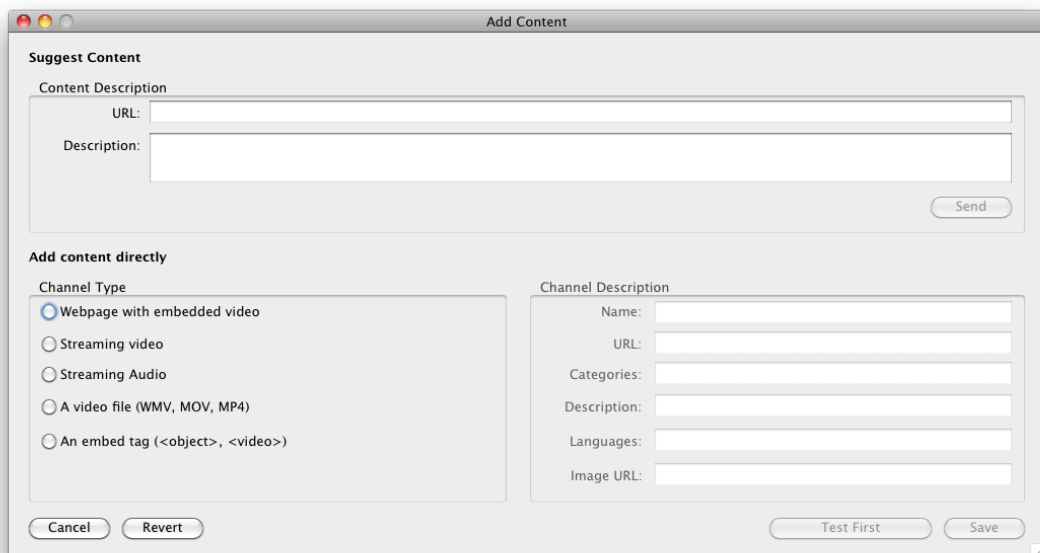 Add Content
Suggest Content
Content Description
URL:
Description:
Send
Add content directly
Channel Type
Webpage with embedded video
Streaming video
Streaming Audio
A video file (WMV, MOV, MP4)
An embed tag (<object>, <video>)
Channel Description
Name:
URL:
Categories:
Description:
Languages:
Image URL:
Cancel
Revert
Test First
Save